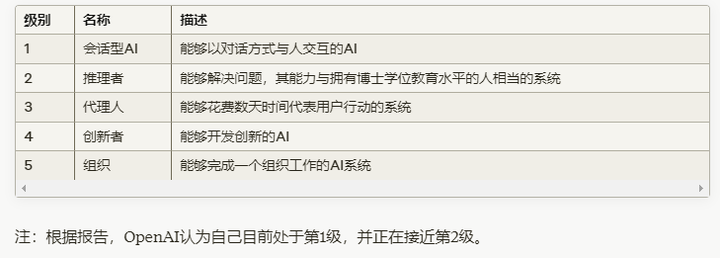 级别 名称 描述
1 会话型AI 能够以对话方式与人交互的AI
2 推理者 能够解决问题，其能力与拥有博士学位教育水平的人相当的系统
3 代理人 能够花费数天时间代表用户行动的系统
4 创新者 能够开发创新的AI
5 组织 能够完成一个组织工作的AI系统
注：根据报告，OpenAI认为自己目前处于第1级，并正在接近第2级。